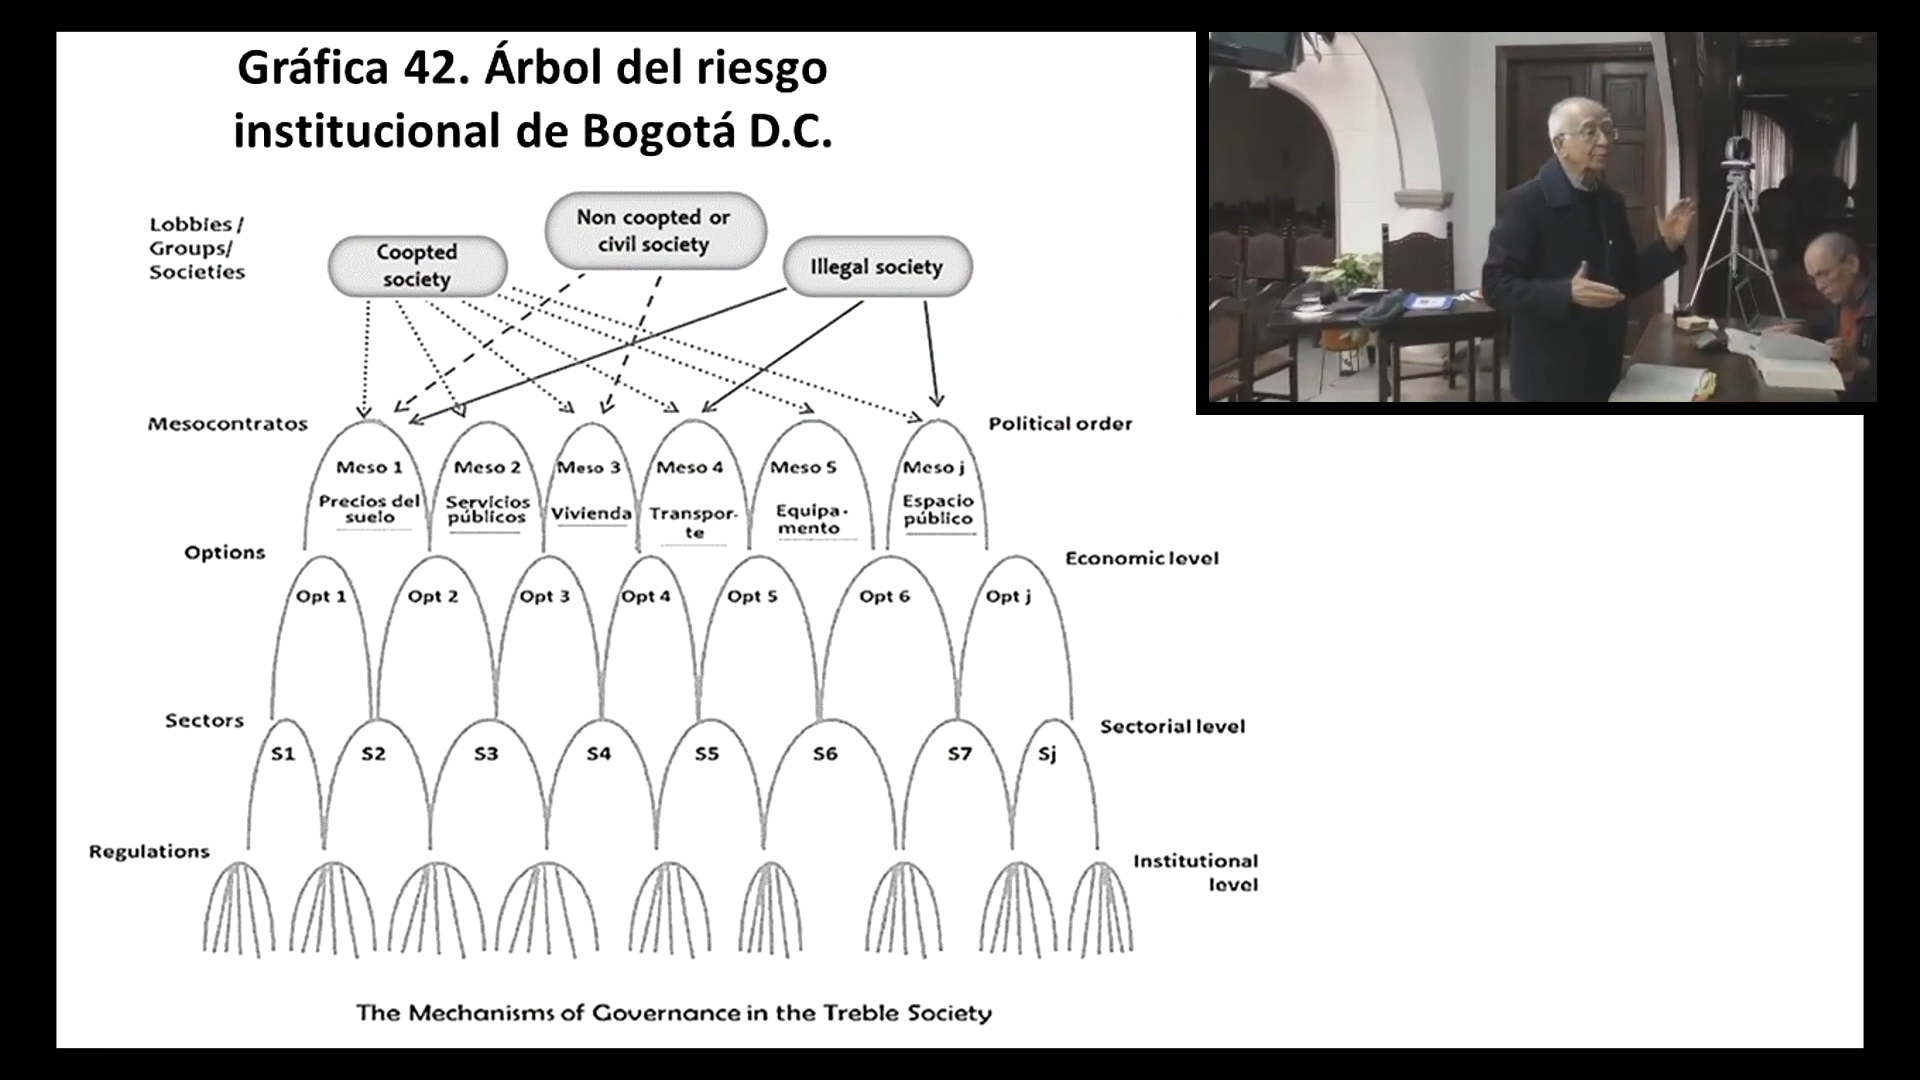 Gráfica 42. Árbol del riesgo
institucional de Bogotá D.C.
Lobbies /
Groups/
Societies
Coopted
society
Non coopted or
civil society
Illegal society
Mesocontratos
Political order
Meso 1
Precios del
suelo
Meso 2
Servicios
públicos
Meso 3
Vivienda
Meso 4
Transpor-
te
Meso 5
Equipa-
mento
Meso j
Espacio
público
Options
Economic level
Opt 1
Opt 2
Opt 3
Opt 4
Opt 5
Opt 6
Opt j
Sectors
Sectorial level
S1
S2
S3
S4
S5
S6
S7
Sj
Regulations
Institutional
level
The Mechanisms of Governance in the Treble Society